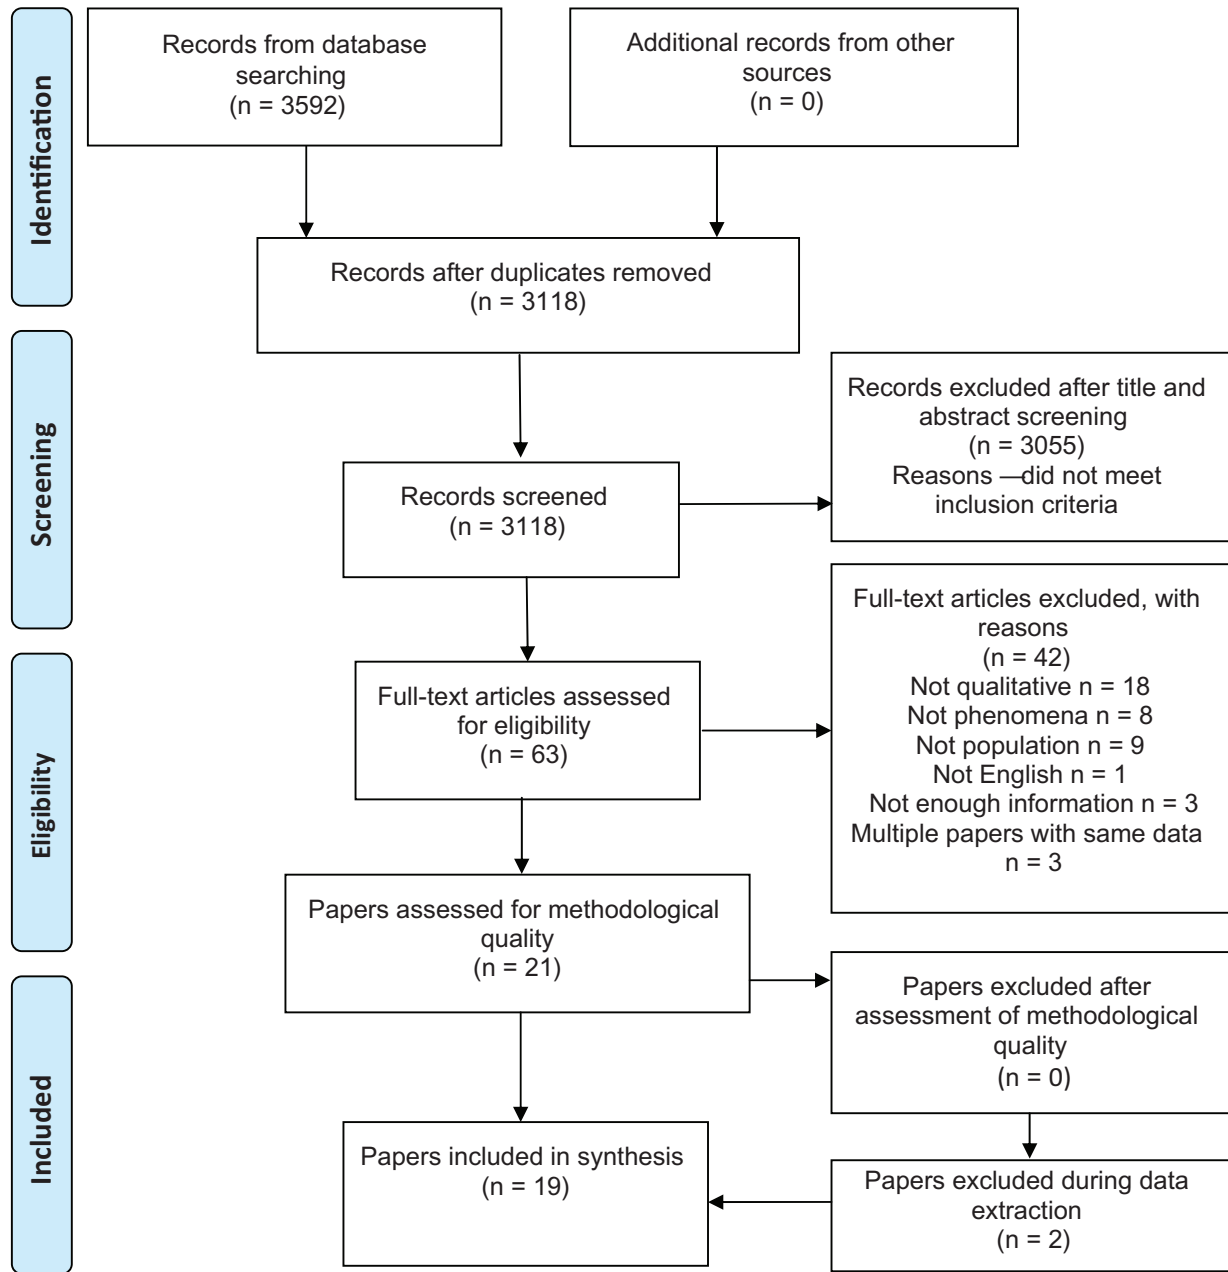 Identification
Records from database
searching
(n = 3592)
Additional records from other
sources
(n = 0)
Records after duplicates removed
(n = 3118)
Screening
Records screened
(n = 3118)
Records excluded after title and
abstract screening
(n = 3055)
Reasons —did not meet
inclusion criteria
Eligibility
Full-text articles assessed
for eligibility
(n = 63)
Full-text articles excluded, with
reasons
(n = 42)
Not qualitative n = 18
Not phenomena n = 8
Not population n = 9
Not English n = 1
Not enough information n = 3
Multiple papers with same data
n = 3
Papers assessed for methodological
quality
(n = 21)
Included
Papers excluded after
assessment of methodological
quality
(n = 0)
Papers included in synthesis
(n = 19)
Papers excluded during data
extraction
(n = 2)